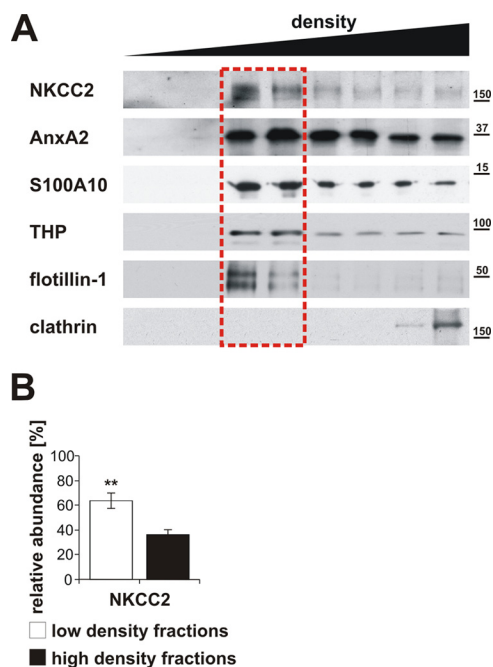 A
density
NKCC2
150
AnxA2
37
S100A10
15
THP
100
flotillin-1
50
clathrin
150
B
relative abundance [%]
100
80
60
40
20
0
**
NKCC2
low density fractions
high density fractions